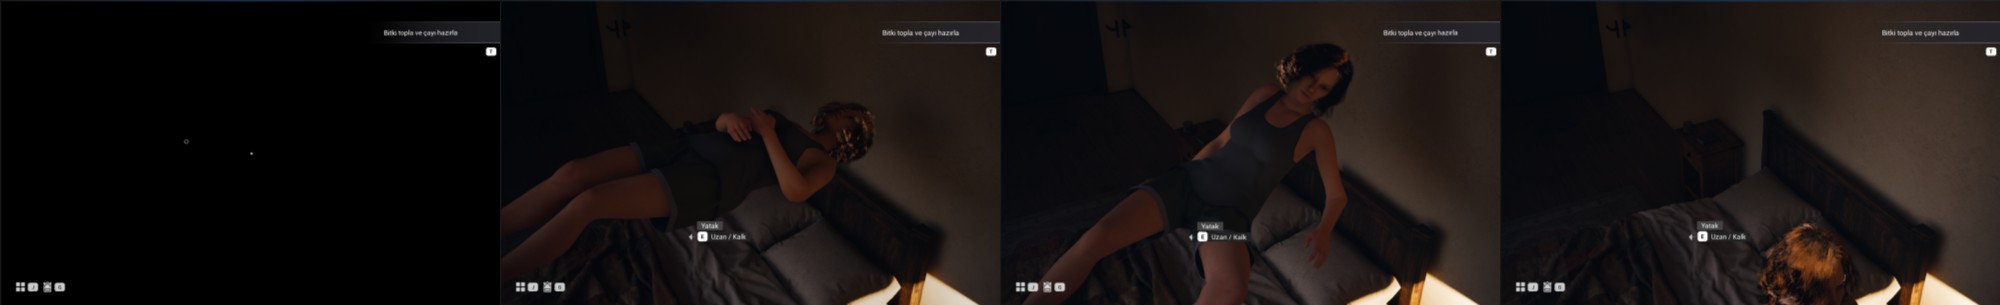 Bitki topla ve çayı hazırla
T
J
G
Bitki topla ve çayı hazırla
T
Yatak
E Uzan / Kalk
J
G
Bitki topla ve çayı hazırla
T
Yatak
E Uzan / Kalk
J
G
Bitki topla ve çayı hazırla
T
Yatak
E Uzan / Kalk
J
G